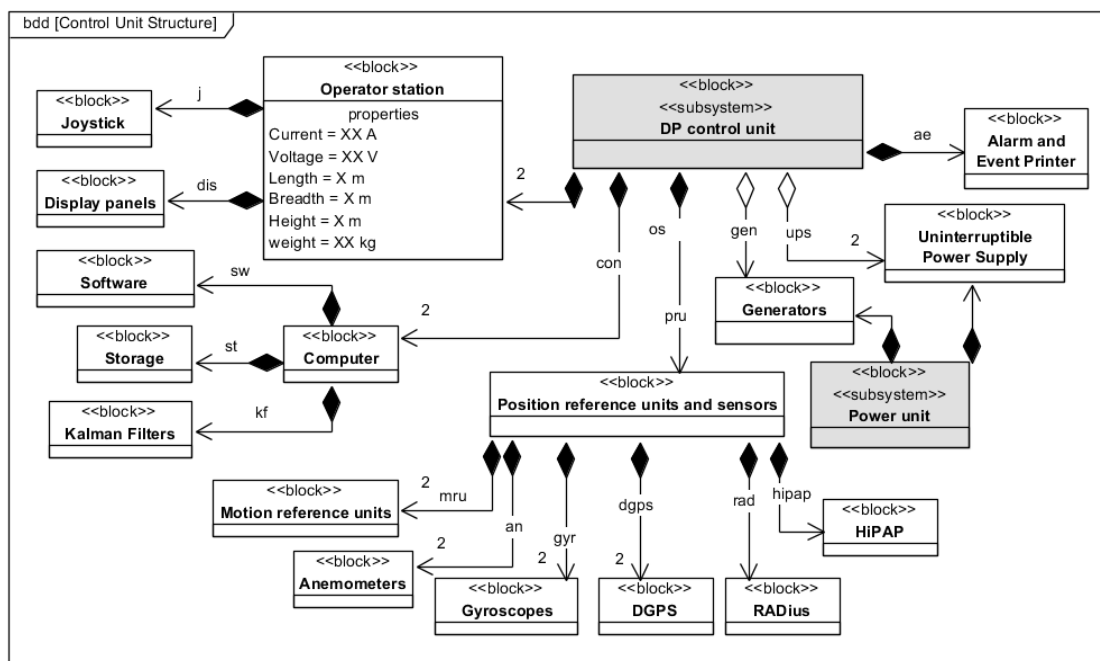 bdd [Control Unit Structure]
<<block>>
Joystick
j
<<block>>
Operator station
properties
Current = XX A
Voltage = XX V
Length = X m
Breadth = X m
Height = X m
weight = XX kg
<<block>>
<<subsystem>>
DP control unit
ae
<<block>>
Alarm and
Event Printer
<<block>>
Display panels
dis
2
con
os
gen
ups
2
<<block>>
Uninterruptible
Power Supply
<<block>>
Software
sw
<<block>>
Storage
st
<<block>>
Computer
2
pru
<<block>>
Generators
<<block>>
Kalman Filters
kf
<<block>>
Position reference units and sensors
<<block>>
<<subsystem>>
Power unit
<<block>>
Motion reference units
2
mru
an
gyr
dgps
rad
hipap
<<block>>
HiPAP
<<block>>
Anemometers
2
2
<<block>>
Gyroscopes
2
<<block>>
DGPS
<<block>>
RADius